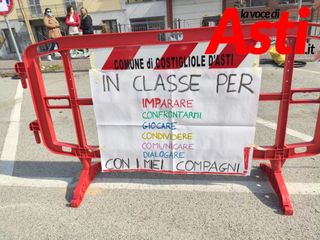 la voce di
Asti.it
COMUNE di COSTIGLIOLE D'ASTI
IN CLASSE PER
IMPARARE
CONFRONTARMI
GIOCARE
CONDIVIDERE
COMUNICARE
DIALOGARE
CON I MIEI COMPAGNI